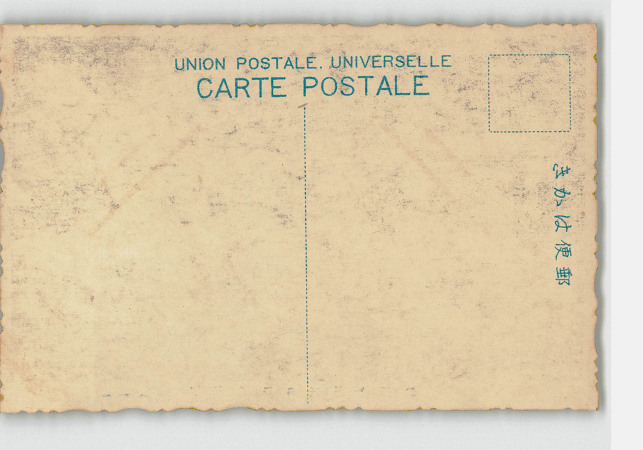 UNION POSTALE. UNIVERSELLE
CARTE POSTALE
きかは便郵